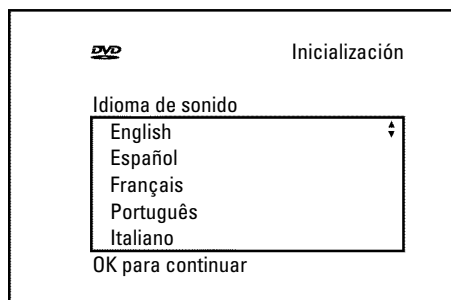 DVD Inicialización
Idioma de sonido
English
Español
Français
Português
Italiano
OK para continuar